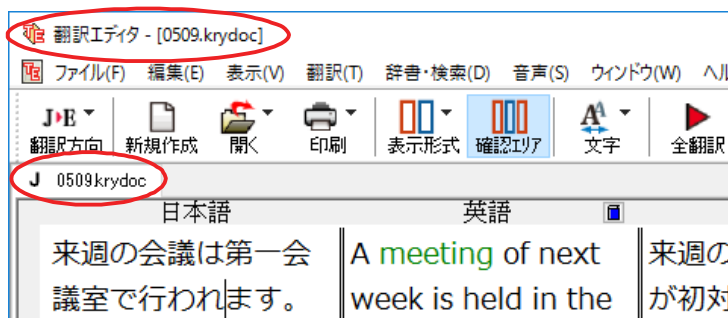 翻訳エディタ - [0509.krydoc]
ファイル(F) 編集(E) 表示(V) 翻訳(T) 辞書・検索(D) 音声(S) ウィンドウ(W) ヘル
J▸E
翻訳方向 新規作成 開く 印刷 表示形式 確認エリア 文字 全翻訳
J 0509.krydoc
日本語 英語
来週の会議は第一会 A meeting of next 来週の
議室で行われます。 week is held in the が初対